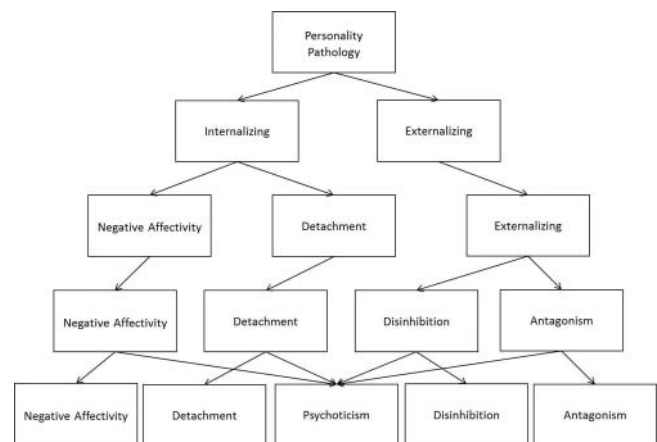 Personality
Pathology
Internalizing
Externalizing
Negative Affectivity
Detachment
Externalizing
Negative Affectivity
Detachment
Disinhibition
Antagonism
Negative Affectivity
Detachment
Psychoticism
Disinhibition
Antagonism